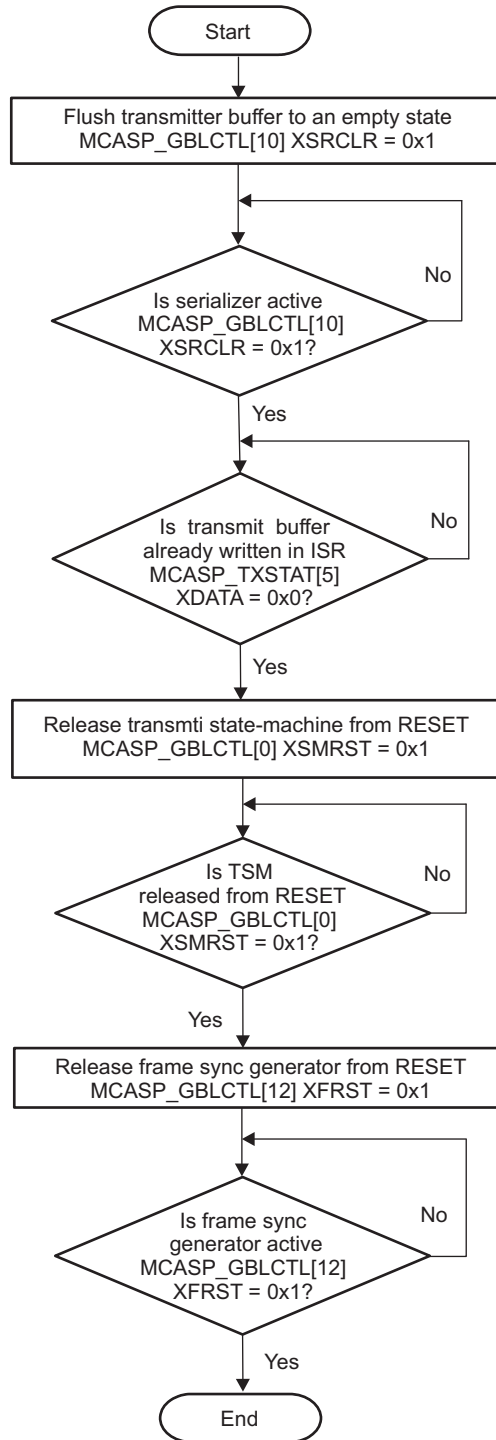 Start
Flush transmitter buffer to an empty state
MCASP_GBLCTL[10] XSRCLR = 0x1
No
Is serializer active
MCASP_GBLCTL[10]
XSRCLR = 0x1?
Yes
No
Is transmit buffer
already written in ISR
MCASP_TXSTAT[5]
XDATA = 0x0?
Yes
Release transmti state-machine from RESET
MCASP_GBLCTL[0] XSMRST = 0x1
No
Is TSM
released from RESET
MCASP_GBLCTL[0]
XSMRST = 0x1?
Yes
Release frame sync generator from RESET
MCASP_GBLCTL[12] XFRST = 0x1
No
Is frame sync
generator active
MCASP_GBLCTL[12]
XFRST = 0x1?
Yes
End